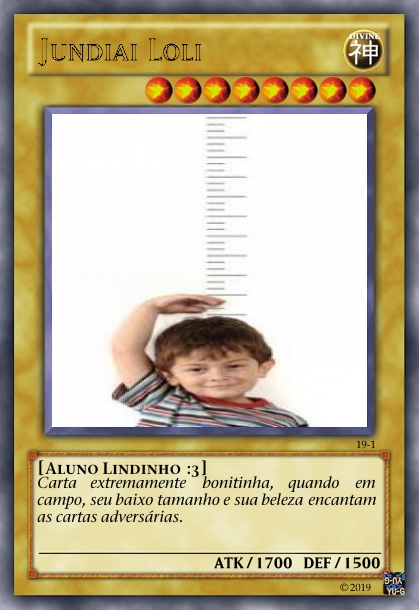 Jundiai Loli
DIVINE
神
19-1
[Aluno Lindinho :3]
Carta extremamente bonitinha, quando em
campo, seu baixo tamanho e sua beleza encantam
as cartas adversárias.
ATK / 1700 DEF / 1500
©2019